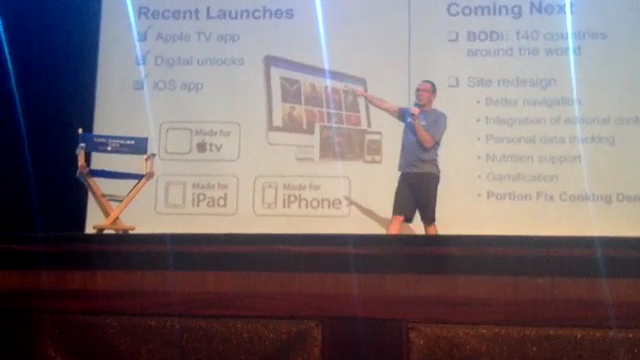 Recent Launches
Apple TV app
Digital unlocks
iOS app
Made for
tv
Made for
iPad
Made for
iPhone
Coming Next
BODi: 140 countries
around the world
Site redesign
• Better navigation
• Integration of editorial cont
• Personal data tracking
• Nutrition support
• Gamification
• Portion Fix Cooking Dem